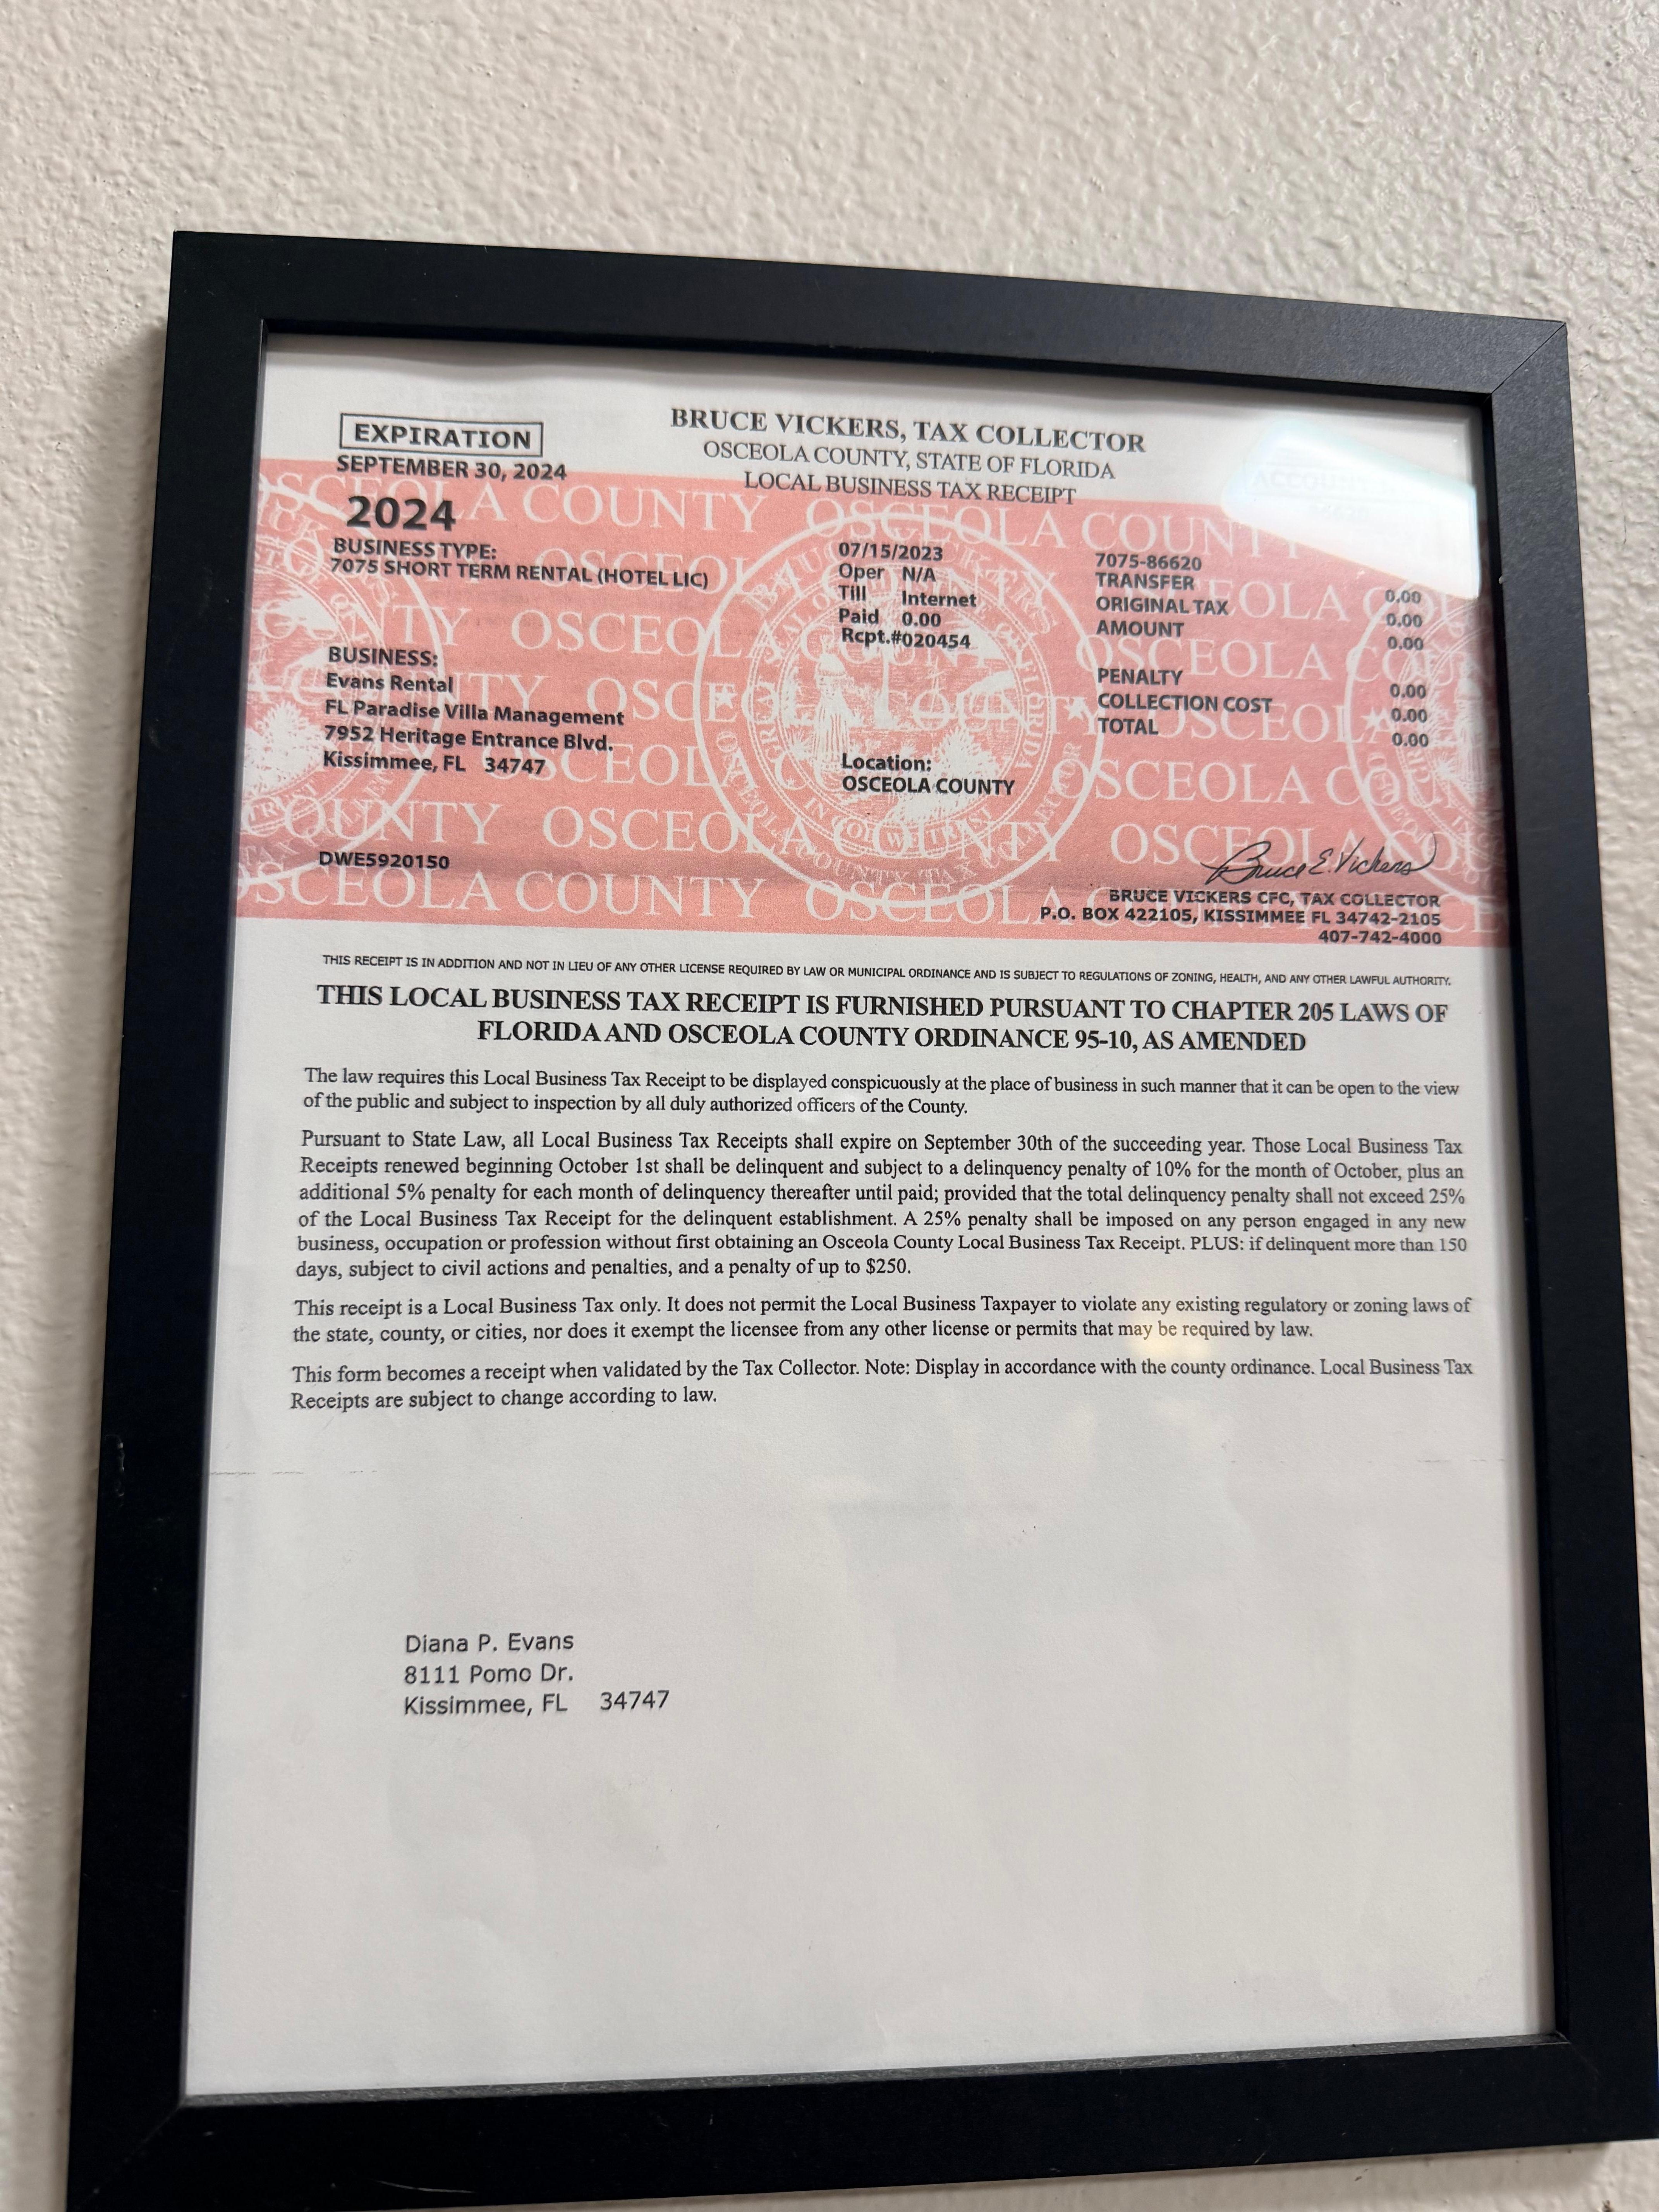 EXPIRATION
SEPTEMBER 30, 2024
2024
BRUCE VICKERS, TAX COLLECTOR
OSCEOLA COUNTY, STATE OF FLORIDA
LOCAL BUSINESS TAX RECEIPT
BUSINESS TYPE:
7075 SHORT TERM RENTAL (HOTEL LIC)
BUSINESS:
Evans Rental
FL Paradise Villa Management
7952 Heritage Entrance Blvd.
Kissimmee, FL 34747
DWE5920150
07/15/2023
Oper N/A
Till Internet
Paid 0.00
Rcpt.#020454
Location:
OSCEOLA COUNTY
7075-86620
TRANSFER 0.00
ORIGINAL TAX 0.00
AMOUNT 0.00
PENALTY 0.00
COLLECTION COST 0.00
TOTAL 0.00
Bruce E. Vickers
BRUCE VICKERS CFC, TAX COLLECTOR
P.O. BOX 422105, KISSIMMEE FL 34742-2105
407-742-4000
THIS RECEIPT IS IN ADDITION AND NOT IN LIEU OF ANY OTHER LICENSE REQUIRED BY LAW OR MUNICIPAL ORDINANCE AND IS SUBJECT TO REGULATIONS OF ZONING, HEALTH, AND ANY OTHER LAWFUL AUTHORITY.
THIS LOCAL BUSINESS TAX RECEIPT IS FURNISHED PURSUANT TO CHAPTER 205 LAWS OF
FLORIDA AND OSCEOLA COUNTY ORDINANCE 95-10, AS AMENDED
The law requires this Local Business Tax Receipt to be displayed conspicuously at the place of business in such manner that it can be open to the view
of the public and subject to inspection by all duly authorized officers of the County.
Pursuant to State Law, all Local Business Tax Receipts shall expire on September 30th of the succeeding year. Those Local Business Tax
Receipts renewed beginning October 1st shall be delinquent and subject to a delinquency penalty of 10% for the month of October, plus an
additional 5% penalty for each month of delinquency thereafter until paid; provided that the total delinquency penalty shall not exceed 25%
of the Local Business Tax Receipt for the delinquent establishment. A 25% penalty shall be imposed on any person engaged in any new
business, occupation or profession without first obtaining an Osceola County Local Business Tax Receipt. PLUS: if delinquent more than 150
days, subject to civil actions and penalties, and a penalty of up to $250.
This receipt is a Local Business Tax only. It does not permit the Local Business Taxpayer to violate any existing regulatory or zoning laws of
the state, county, or cities, nor does it exempt the licensee from any other license or permits that may be required by law.
This form becomes a receipt when validated by the Tax Collector. Note: Display in accordance with the county ordinance. Local Business Tax
Receipts are subject to change according to law.
Diana P. Evans
8111 Pomo Dr.
Kissimmee, FL 34747